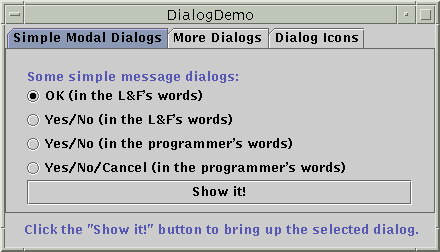 DialogDemo
Simple Modal Dialogs More Dialogs Dialog Icons
Some simple message dialogs:
OK (in the L&F's words)
Yes/No (in the L&F's words)
Yes/No (in the programmer's words)
Yes/No/Cancel (in the programmer's words)
Show it!
Click the "Show it!" button to bring up the selected dialog.